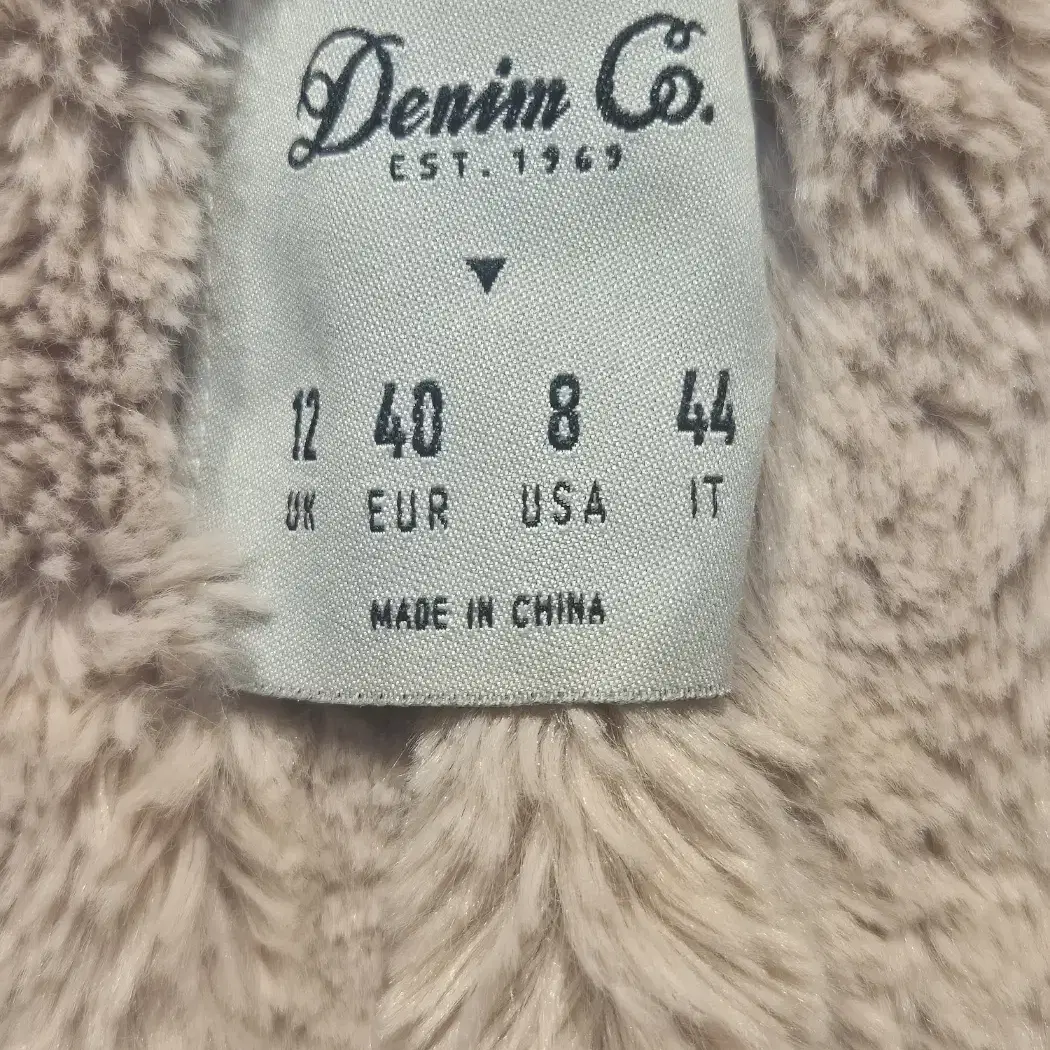 Denim Co.
EST. 1969
12 40 8 44
UK EUR USA IT
MADE IN CHINA